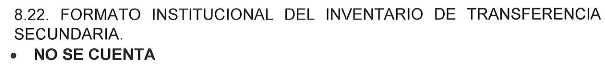 8.22. FORMATO INSTITUCIONAL DEL INVENTARIO DE TRANSFERENCIA
SECUNDARIA.
• NO SE CUENTA